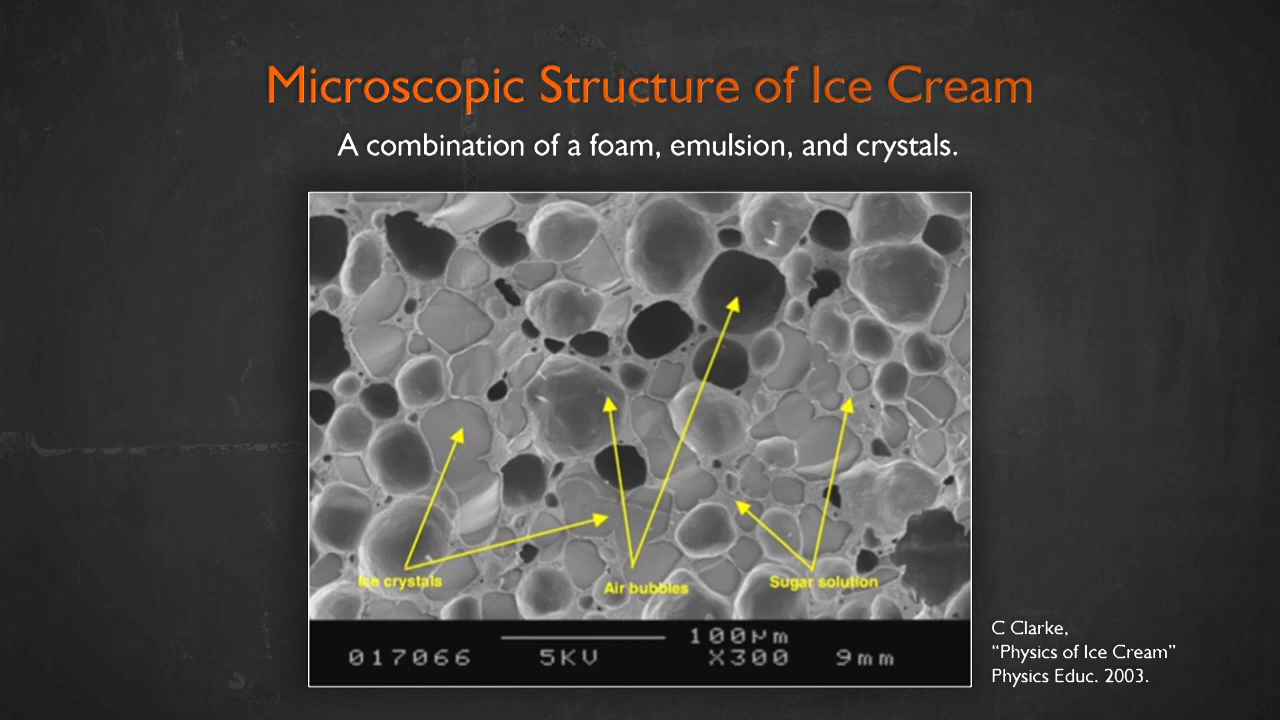 Microscopic Structure of Ice Cream
A combination of a foam, emulsion, and crystals.
Ice crystals
Air bubbles
Sugar solution
100µm
017066 5KV X300 9mm
C Clarke,
“Physics of Ice Cream”
Physics Educ. 2003.